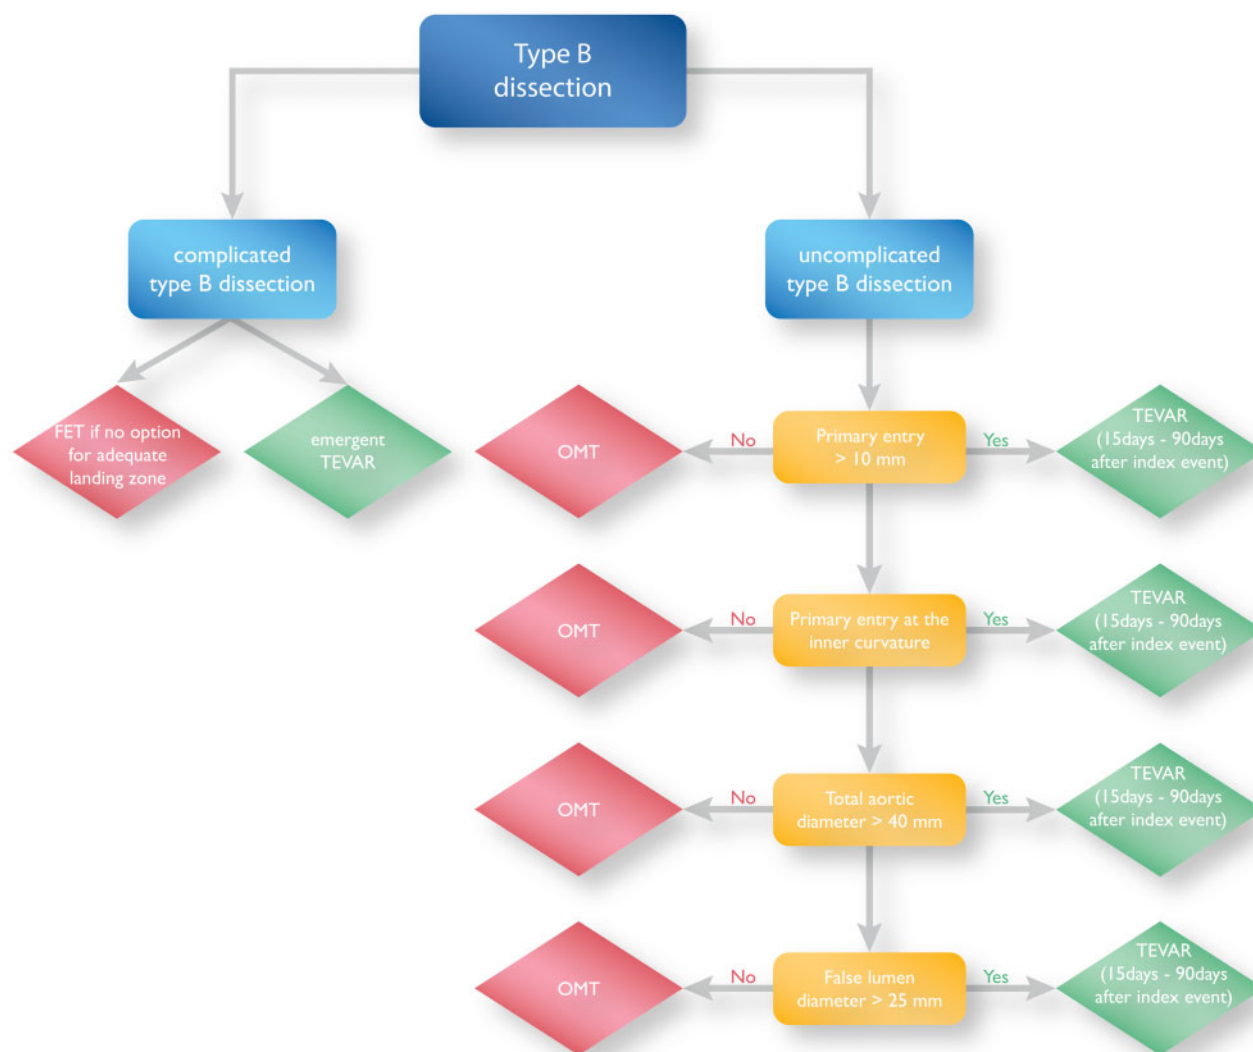 Type B
dissection
complicated
type B dissection
uncomplicated
type B dissection
FET if no option
for adequate
landing zone
emergent
TEVAR
OMT
No
Primary entry
> 10 mm
Yes
TEVAR
(15days - 90days
after index event)
OMT
No
Primary entry at the
inner curvature
Yes
TEVAR
(15days - 90days
after index event)
OMT
No
Total aortic
diameter > 40 mm
Yes
TEVAR
(15days - 90days
after index event)
OMT
No
False lumen
diameter > 25 mm
Yes
TEVAR
(15days - 90days
after index event)